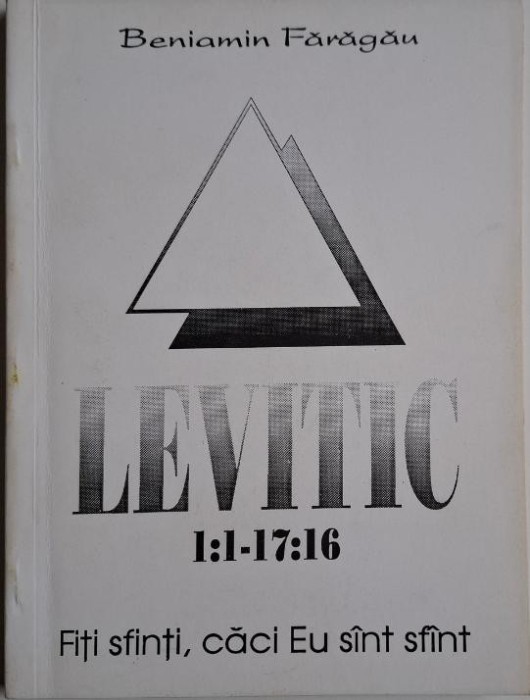 Beniamin Fărăgău
LEVITIC
1:1-17:16
Fiți sfinți, căci Eu sînt sfînt